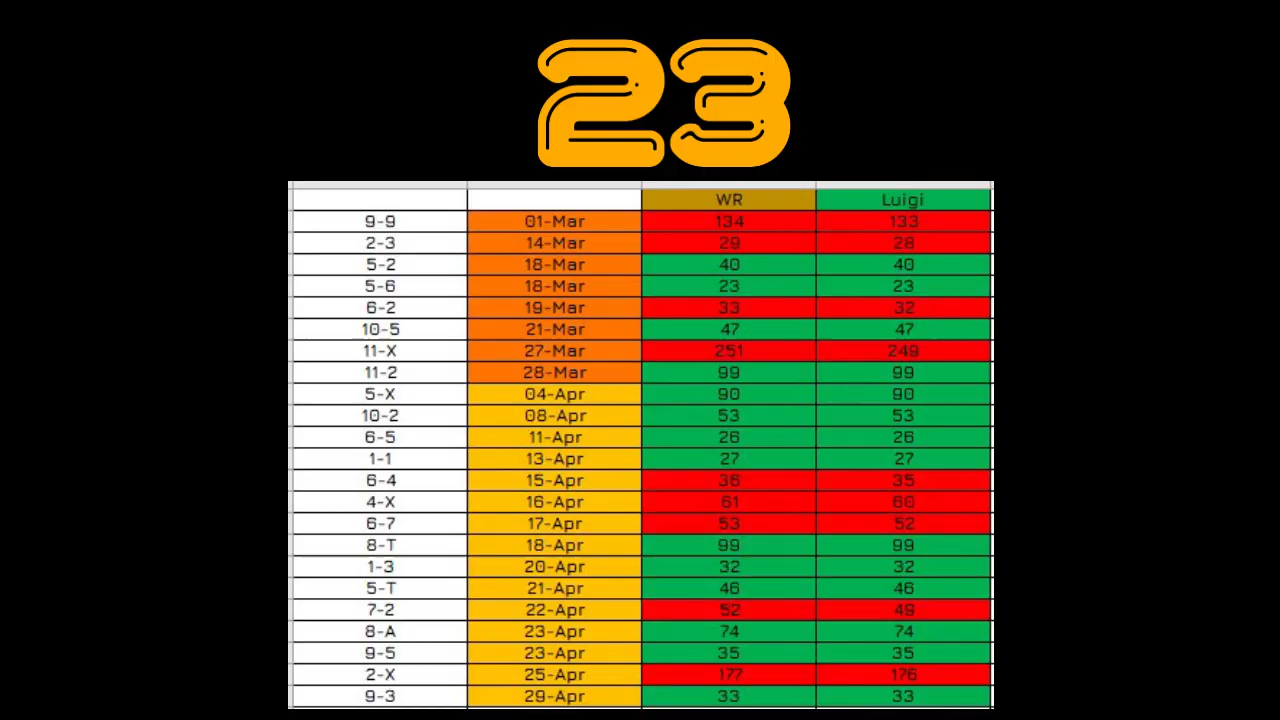 23
WR Luigi
9-9 01-Mar 134 133
2-3 14-Mar 29 28
5-2 18-Mar 40 40
5-6 18-Mar 23 23
6-2 19-Mar 33 32
10-5 21-Mar 47 47
11-X 27-Mar 251 249
11-2 28-Mar 99 99
5-X 04-Apr 90 90
10-2 08-Apr 53 53
6-5 11-Apr 26 26
1-1 13-Apr 27 27
6-4 15-Apr 35
4-X 16-Apr 61 60
6-7 17-Apr 53 52
8-T 18-Apr 99 99
1-3 20-Apr 32 32
5-T 21-Apr 46 46
7-2 22-Apr 52 49
8-A 23-Apr 74 74
9-5 23-Apr 35 35
2-X 25-Apr 177 176
9-3 29-Apr 33 33